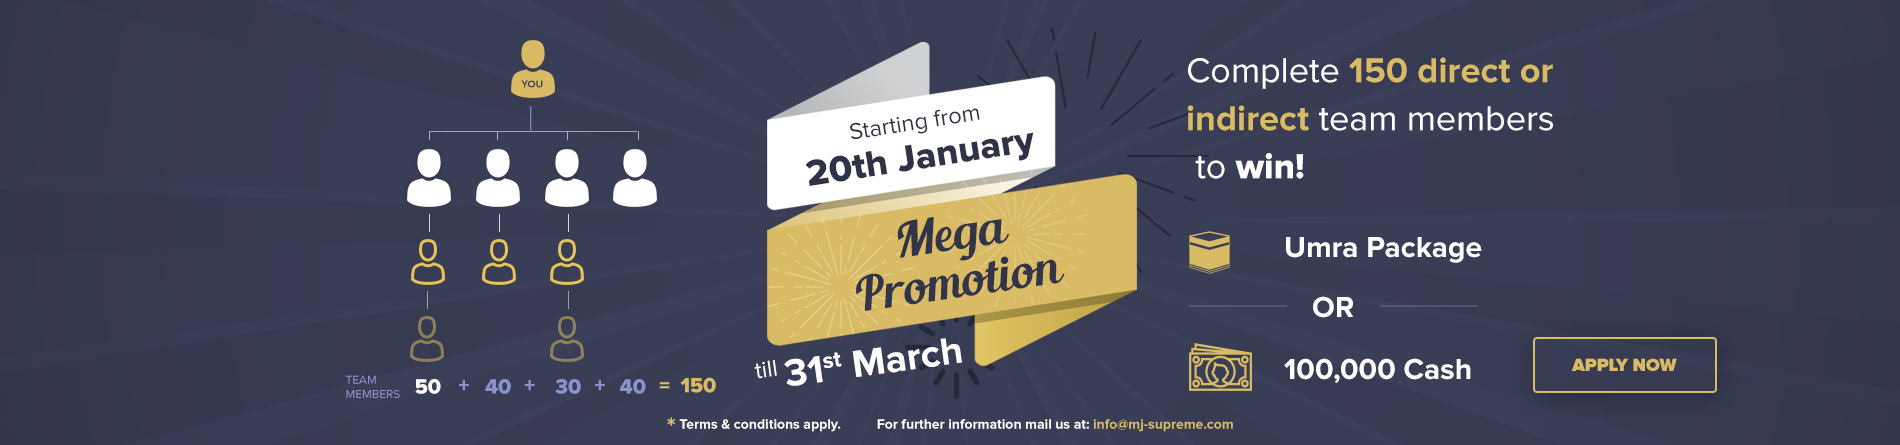 YOU
TEAM
MEMBERS
50 + 40 + 30 + 40 = 150
Starting from
20th January
Mega
Promotion
till 31st March
Complete 150 direct or
indirect team members
to win!
Umra Package
OR
100,000 Cash
APPLY NOW
* Terms & conditions apply. For further information mail us at: info@mj-supreme.com